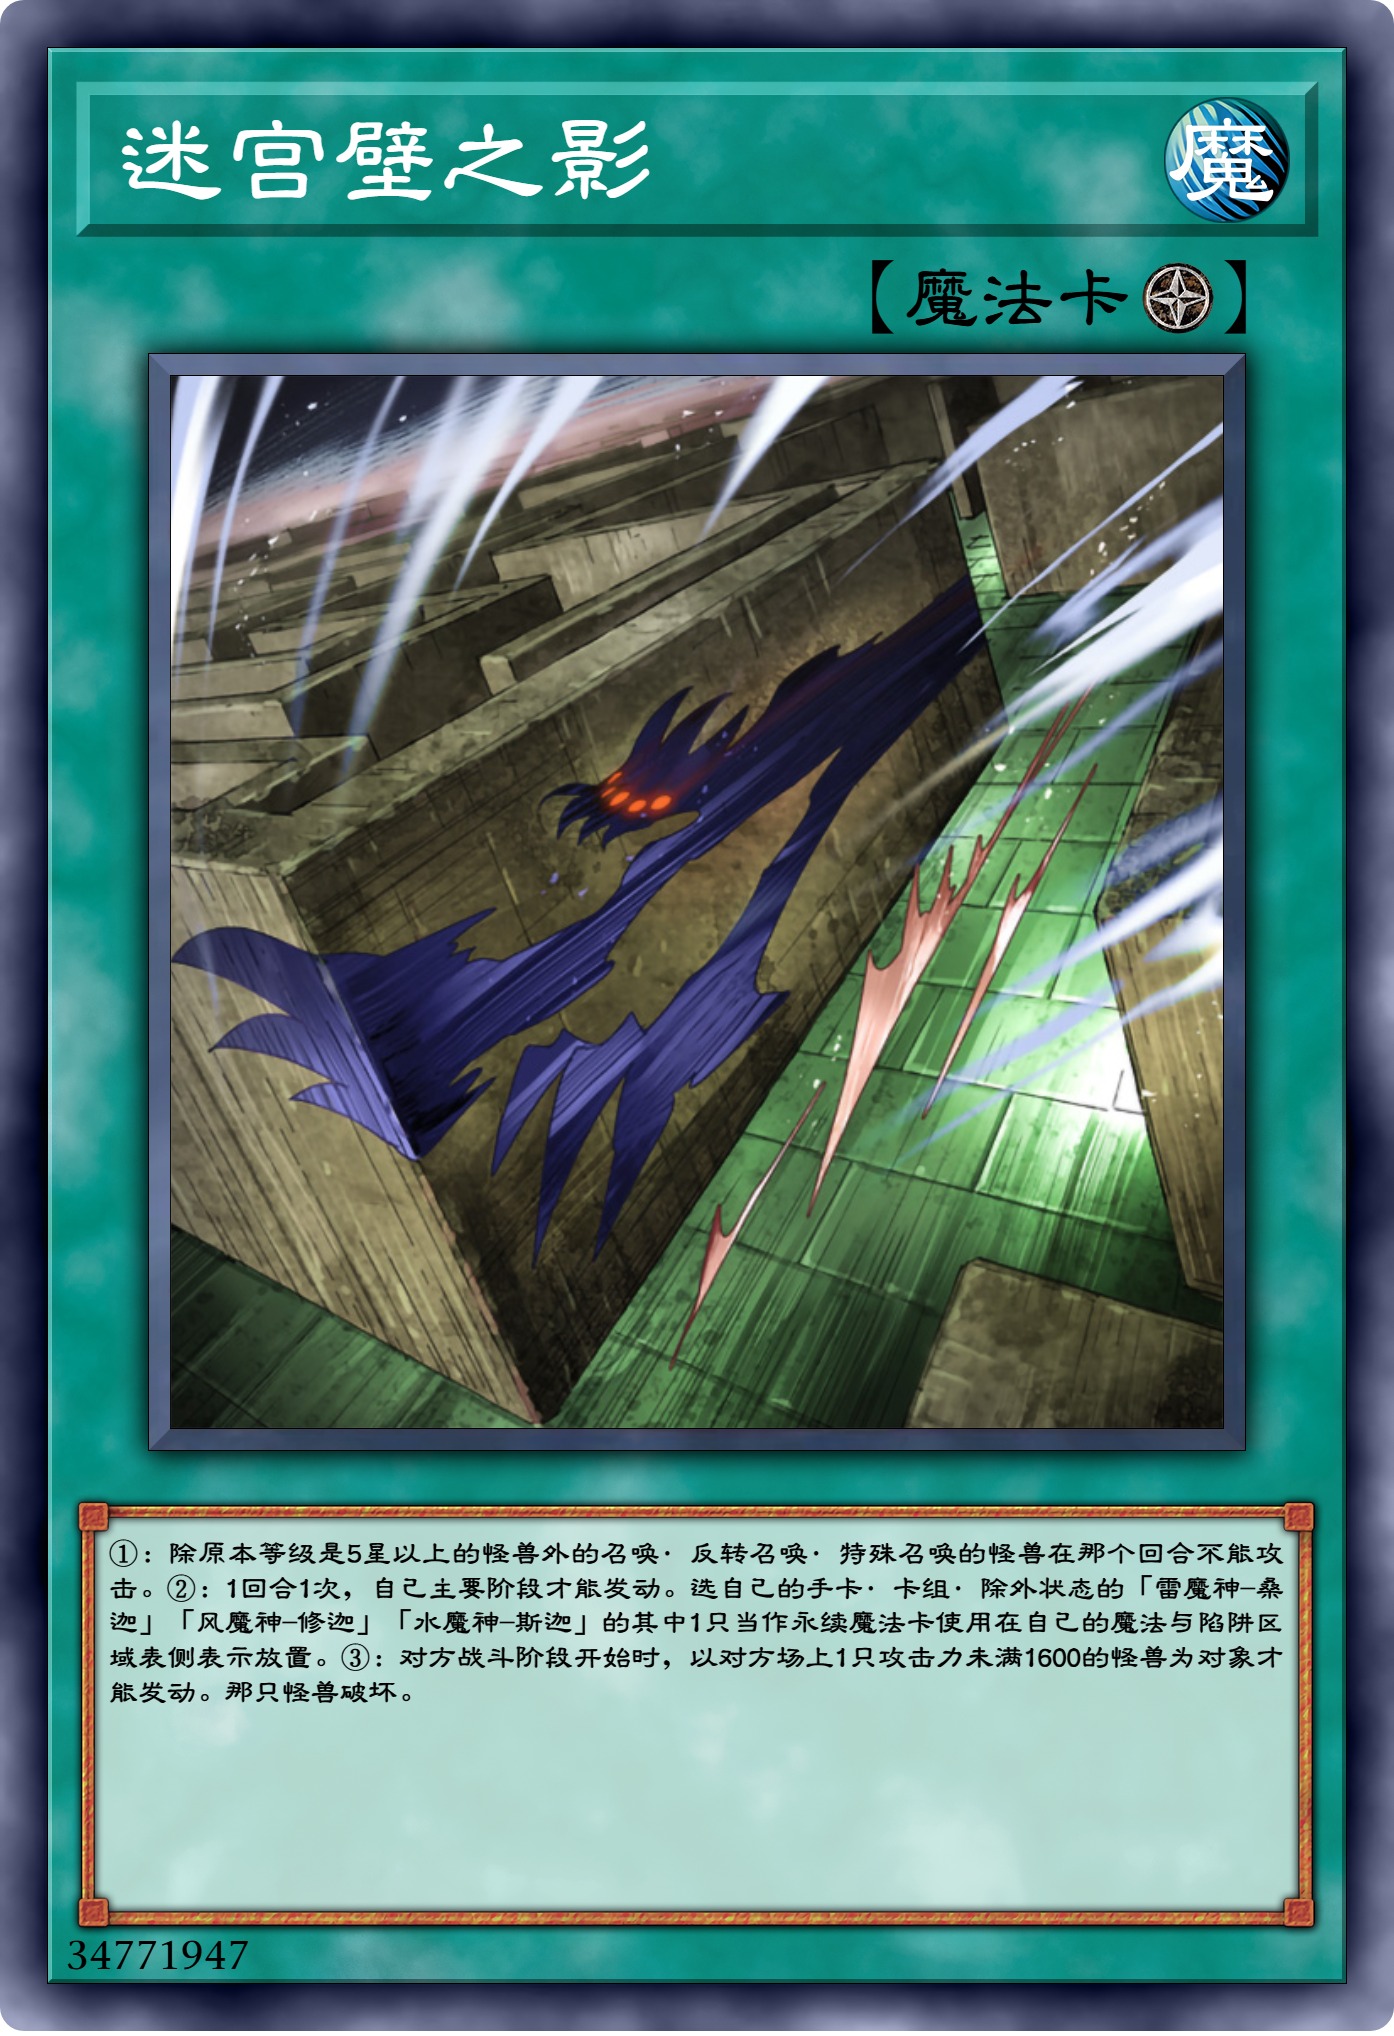 迷宫壁之影
魔
【魔法卡】
①：除原本等级是5星以上的怪兽外的召唤·反转召唤·特殊召唤的怪兽在那个回合不能攻
击。②：1回合1次，自己主要阶段才能发动。选自己的手卡·卡组·除外状态的「雷魔神-桑
迦」「风魔神-修迦」「水魔神-斯迦」的其中1只当作永续魔法卡使用在自己的魔法与陷阱区
域表侧表示放置。③：对方战斗阶段开始时，以对方场上1只攻击力未满1600的怪兽为对象才
能发动。那只怪兽破坏。
34771947